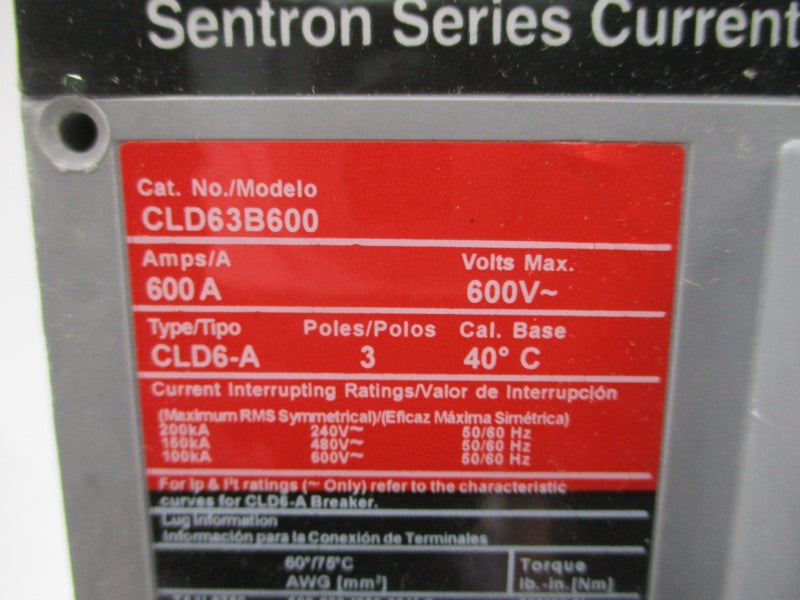 Sentron Series Current
Cat. No./Modelo
CLD63B600
Amps/A Volts Max.
600 A 600V~
Type/Tipo Poles/Polos Cal. Base
CLD6-A 3 40° C
Current Interrupting Ratings/Valor de Interrupción
(Maximum RMS Symmetrical)/(Eficaz Máxima Simétrica)
200kA 240V~ 50/60 Hz
150kA 480V~ 50/60 Hz
100kA 600V~ 50/60 Hz
For Ip & I²t ratings (~ Only) refer to the characteristic
curves for CLD6-A Breaker.
Lug Information
Información para la Conexión de Terminales
60°/75°C Torque
AWG [mm²] lb.-in.[Nm]